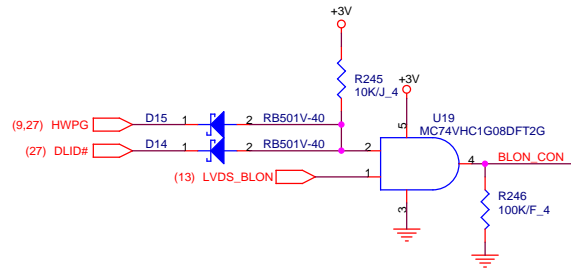 +3V
R245
10K/J_4
+3V
U19
MC74VHC1G08DFT2G
(9,27) HWPG
D15
1
2
RB501V-40
5
(27) DLID#
D14
1
2
RB501V-40
2
4
BLON_CON
(13) LVDS_BLON
1
3
R246
100K/F_4